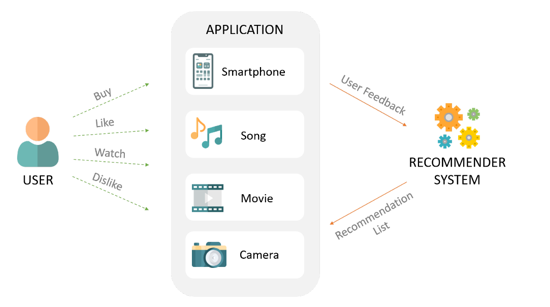 APPLICATION
Smartphone
Buy
User Feedback
Like
Song
Watch
USER
Dislike
Movie
RECOMMENDER
SYSTEM
Recommendation
List
Camera